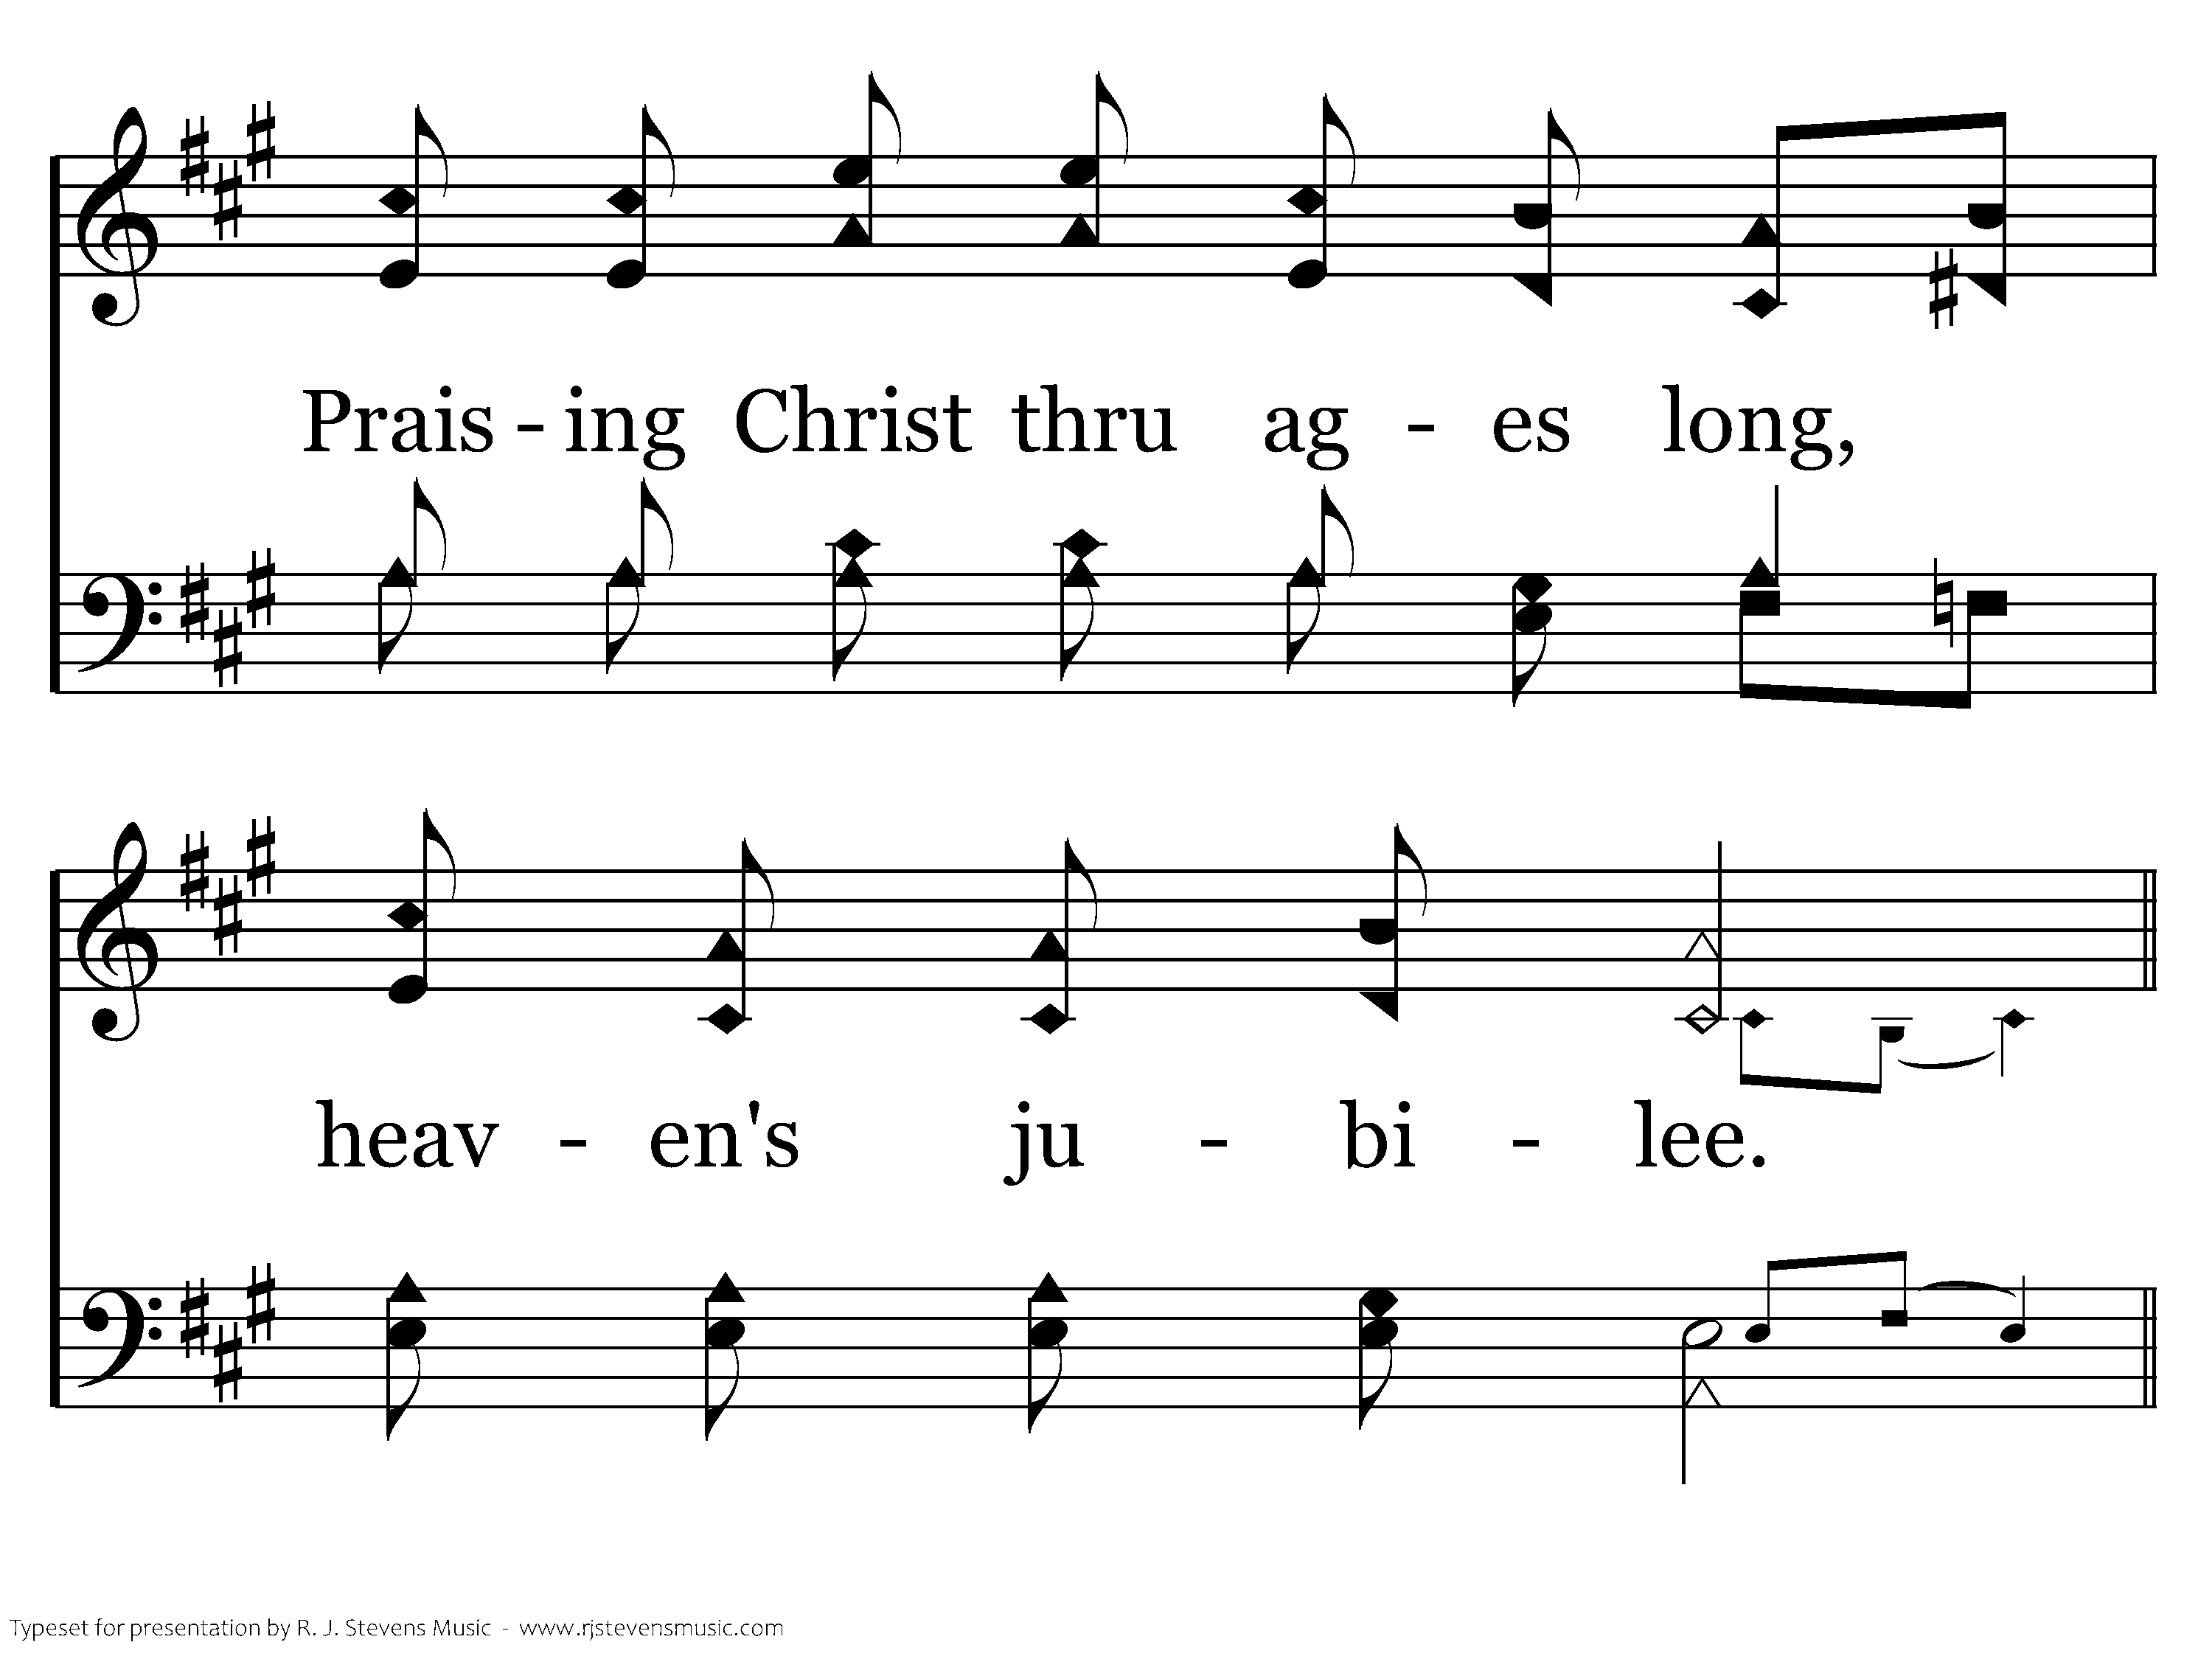 Prais - ing Christ thru ag - es long,
heav - en's ju - bi - lee.
Typeset for presentation by R. J. Stevens Music - www.rjstevensmusic.com